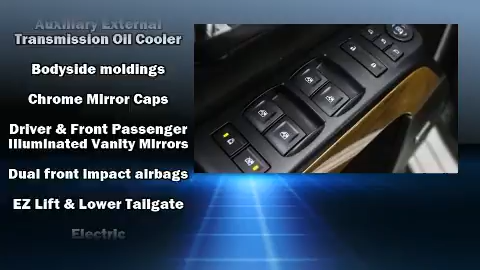 Auxiliary External
Transmission Oil Cooler
Bodyside moldings
Chrome Mirror Caps
Driver & Front Passenger
Illuminated Vanity Mirrors
Dual front impact airbags
EZ Lift & Lower Tailgate
Electric